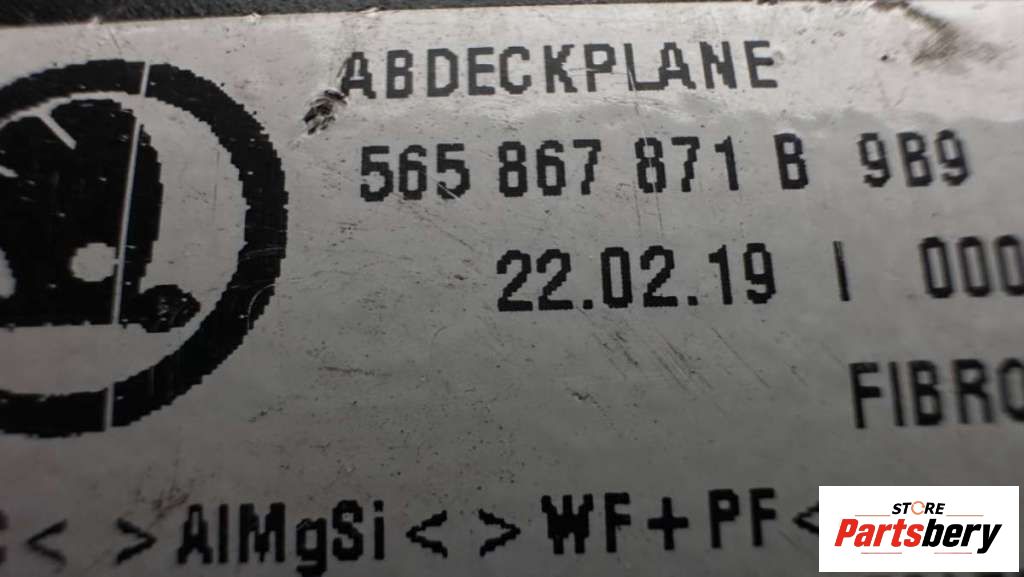 ABDECKPLANE
565 867 871 B 9B9
22.02.19 | 000
FIBRO
< >AlMgSi< >WF+PF<
STORE
Partsbery